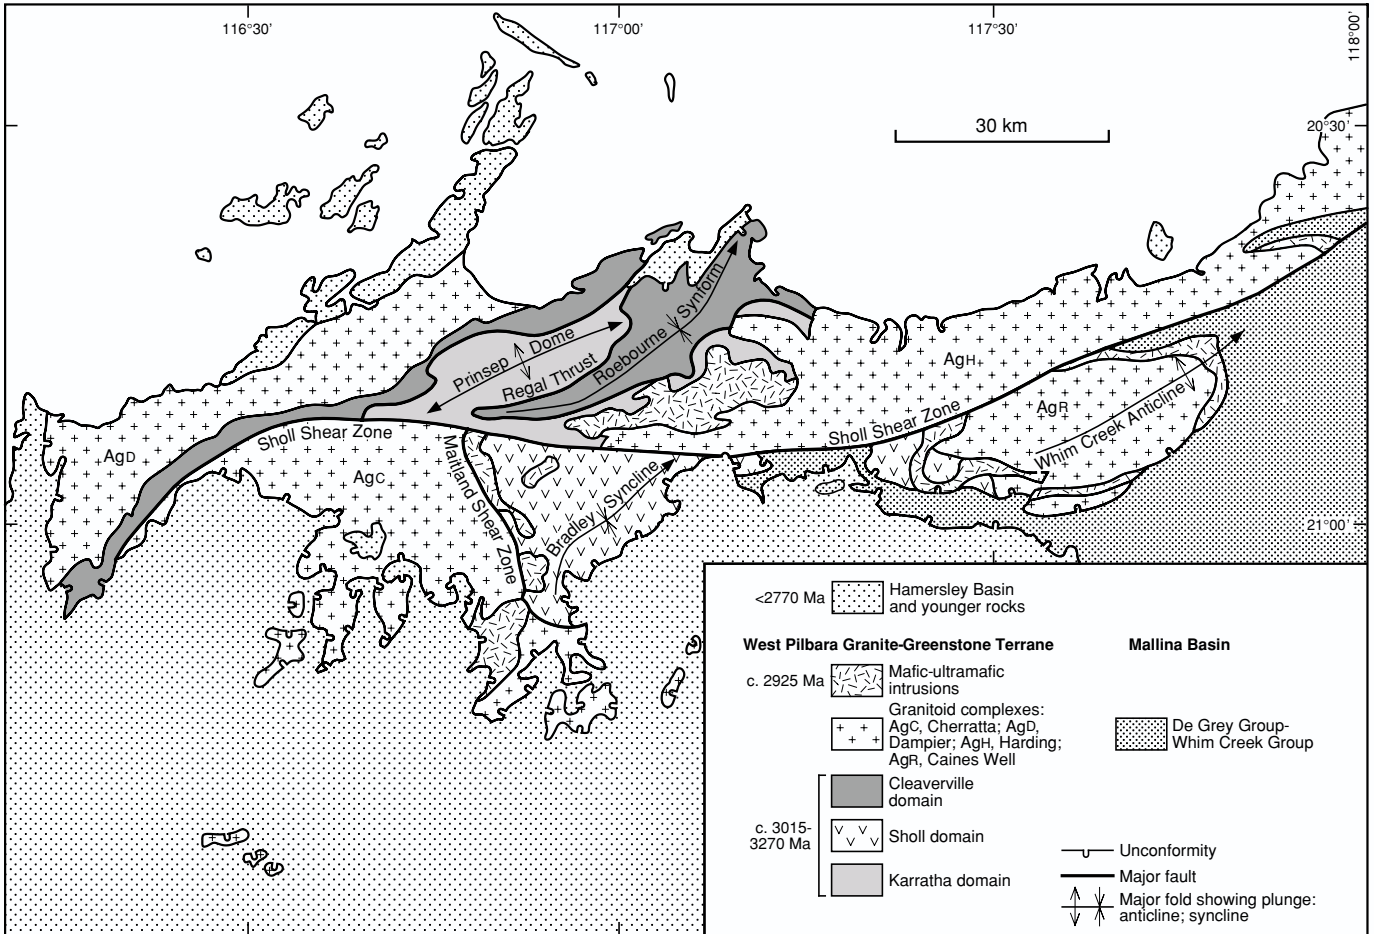 116°30'
117°00'
117°30'
118°00'
30 km
20°30'
Prinsep Dome
Regal Thrust
Roebourne Synform
AgH
AgR
Whim Creek Anticline
Sholl Shear Zone
Sholl Shear Zone
AgD
AgC
Maitland Shear Zone
Bradley Syncline
21°00'
<2770 Ma
Hamersley Basin
and younger rocks
West Pilbara Granite-Greenstone Terrane
Mallina Basin
c. 2925 Ma
Mafic-ultramafic
intrusions
Granitoid complexes:
AgC, Cherratta; AgD,
Dampier; AgH, Harding;
AgR, Caines Well
De Grey Group-
Whim Creek Group
Cleaverville
domain
c. 3015-
3270 Ma
Sholl domain
Karratha domain
Unconformity
Major fault
Major fold showing plunge:
anticline; syncline